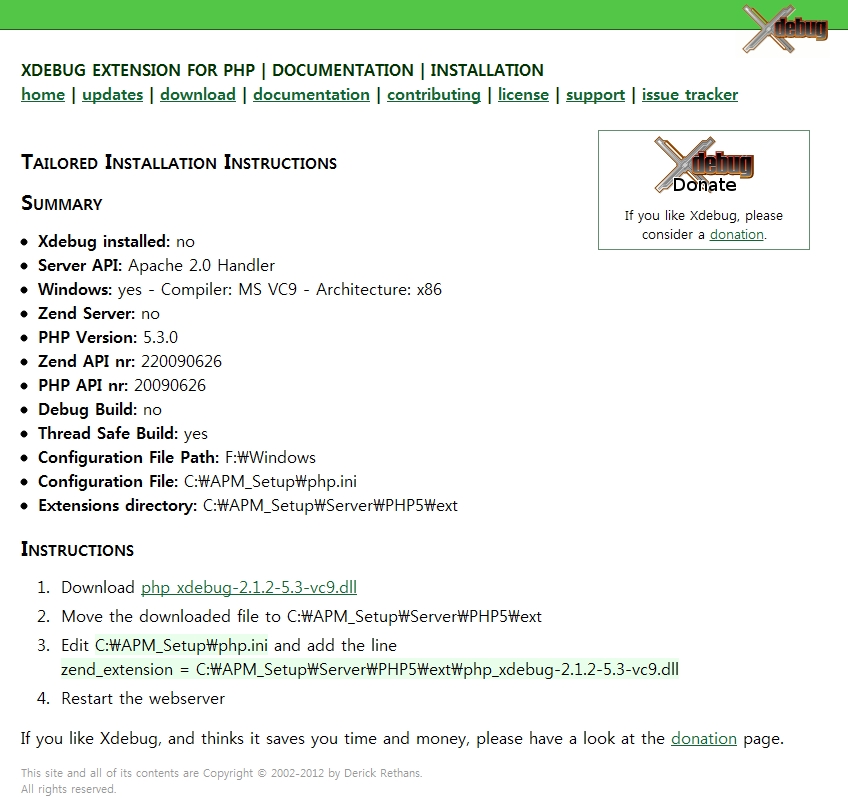 Xdebug
XDEBUG EXTENSION FOR PHP | DOCUMENTATION | INSTALLATION
home | updates | download | documentation | contributing | license | support | issue tracker
Xdebug
Donate
If you like Xdebug, please
consider a donation.
TAILORED INSTALLATION INSTRUCTIONS
SUMMARY
• Xdebug installed: no
• Server API: Apache 2.0 Handler
• Windows: yes - Compiler: MS VC9 - Architecture: x86
• Zend Server: no
• PHP Version: 5.3.0
• Zend API nr: 220090626
• PHP API nr: 20090626
• Debug Build: no
• Thread Safe Build: yes
• Configuration File Path: F:₩Windows
• Configuration File: C:₩APM_Setup₩php.ini
• Extensions directory: C:₩APM_Setup₩Server₩PHP5₩ext
INSTRUCTIONS
1. Download php_xdebug-2.1.2-5.3-vc9.dll
2. Move the downloaded file to C:₩APM_Setup₩Server₩PHP5₩ext
3. Edit C:₩APM_Setup₩php.ini and add the line
zend_extension = C:₩APM_Setup₩Server₩PHP5₩ext₩php_xdebug-2.1.2-5.3-vc9.dll
4. Restart the webserver
If you like Xdebug, and thinks it saves you time and money, please have a look at the donation page.
This site and all of its contents are Copyright © 2002-2012 by Derick Rethans.
All rights reserved.